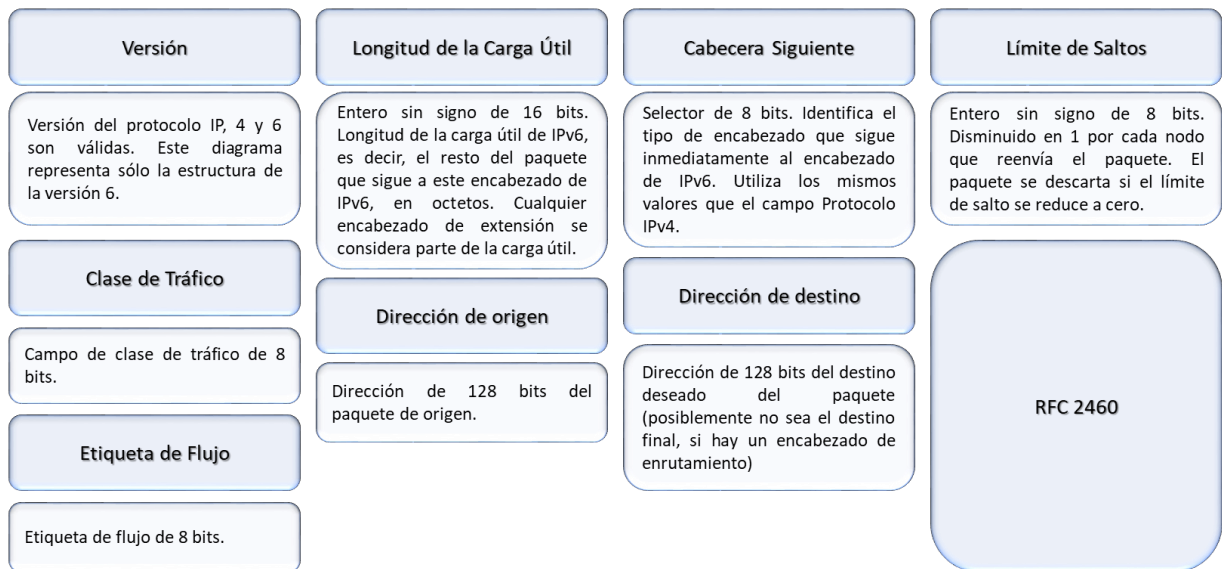 Versión
Versión del protocolo IP, 4 y 6
son válidas. Este diagrama
representa sólo la estructura de
la versión 6.
Clase de Tráfico
Campo de clase de tráfico de 8
bits.
Etiqueta de Flujo
Etiqueta de flujo de 8 bits.
Longitud de la Carga Útil
Entero sin signo de 16 bits.
Longitud de la carga útil de IPv6,
es decir, el resto del paquete
que sigue a este encabezado de
IPv6, en octetos. Cualquier
encabezado de extensión se
considera parte de la carga útil.
Dirección de origen
Dirección de 128 bits del
paquete de origen.
Cabecera Siguiente
Selector de 8 bits. Identifica el
tipo de encabezado que sigue
inmediatamente al encabezado
de IPv6. Utiliza los mismos
valores que el campo Protocolo
IPv4.
Dirección de destino
Dirección de 128 bits del destino
deseado del paquete
(posiblemente no sea el destino
final, si hay un encabezado de
enrutamiento)
Límite de Saltos
Entero sin signo de 8 bits.
Disminuido en 1 por cada nodo
que reenvía el paquete. El
paquete se descarta si el límite
de salto se reduce a cero.
RFC 2460